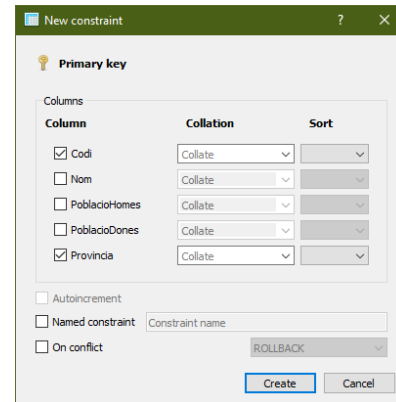 New constraint ?
Primary key
Columns
Column Collation Sort
Codi Collate
Nom Collate
PoblacioHomes Collate
PoblacioDones Collate
Provincia Collate
Autoincrement
Named constraint Constraint name
On conflict ROLLBACK
Create Cancel